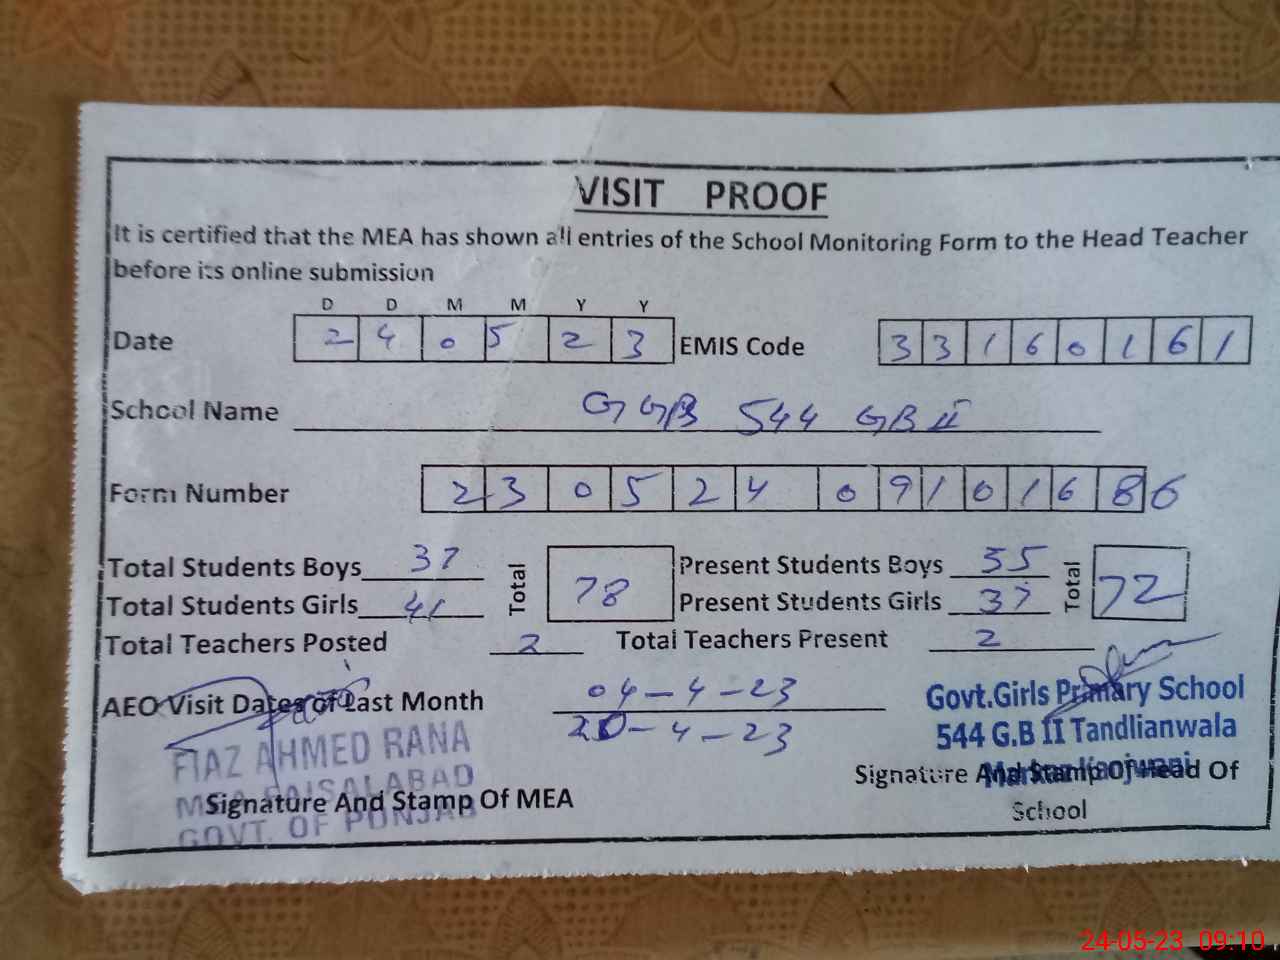 VISIT PROOF
It is certified that the MEA has shown all entries of the School Monitoring Form to the Head Teacher
before its online submission
D D M M Y Y
Date 2 4 0 5 2 3 EMIS Code 3 3 1 6 0 1 6 1
School Name GGB 544 GB II
Form Number 2 3 0 5 2 4 0 9 1 0 1 6 8 6
Total Students Boys 37 Total 78 Present Students Boys 35 Total 72
Total Students Girls 41 Present Students Girls 37
Total Teachers Posted 2 Total Teachers Present 2
AEO Visit Dates of Last Month 04-4-23
20-4-23
Govt.Girls Primary School
544 G.B II Tandlianwala
FIAZ AHMED RANA
MEA FAISALABAD
GOVT. OF PUNJAB
Signature And Stamp Of MEA
Signature And Stamp Of Head Of
School
24-05-23 09:10